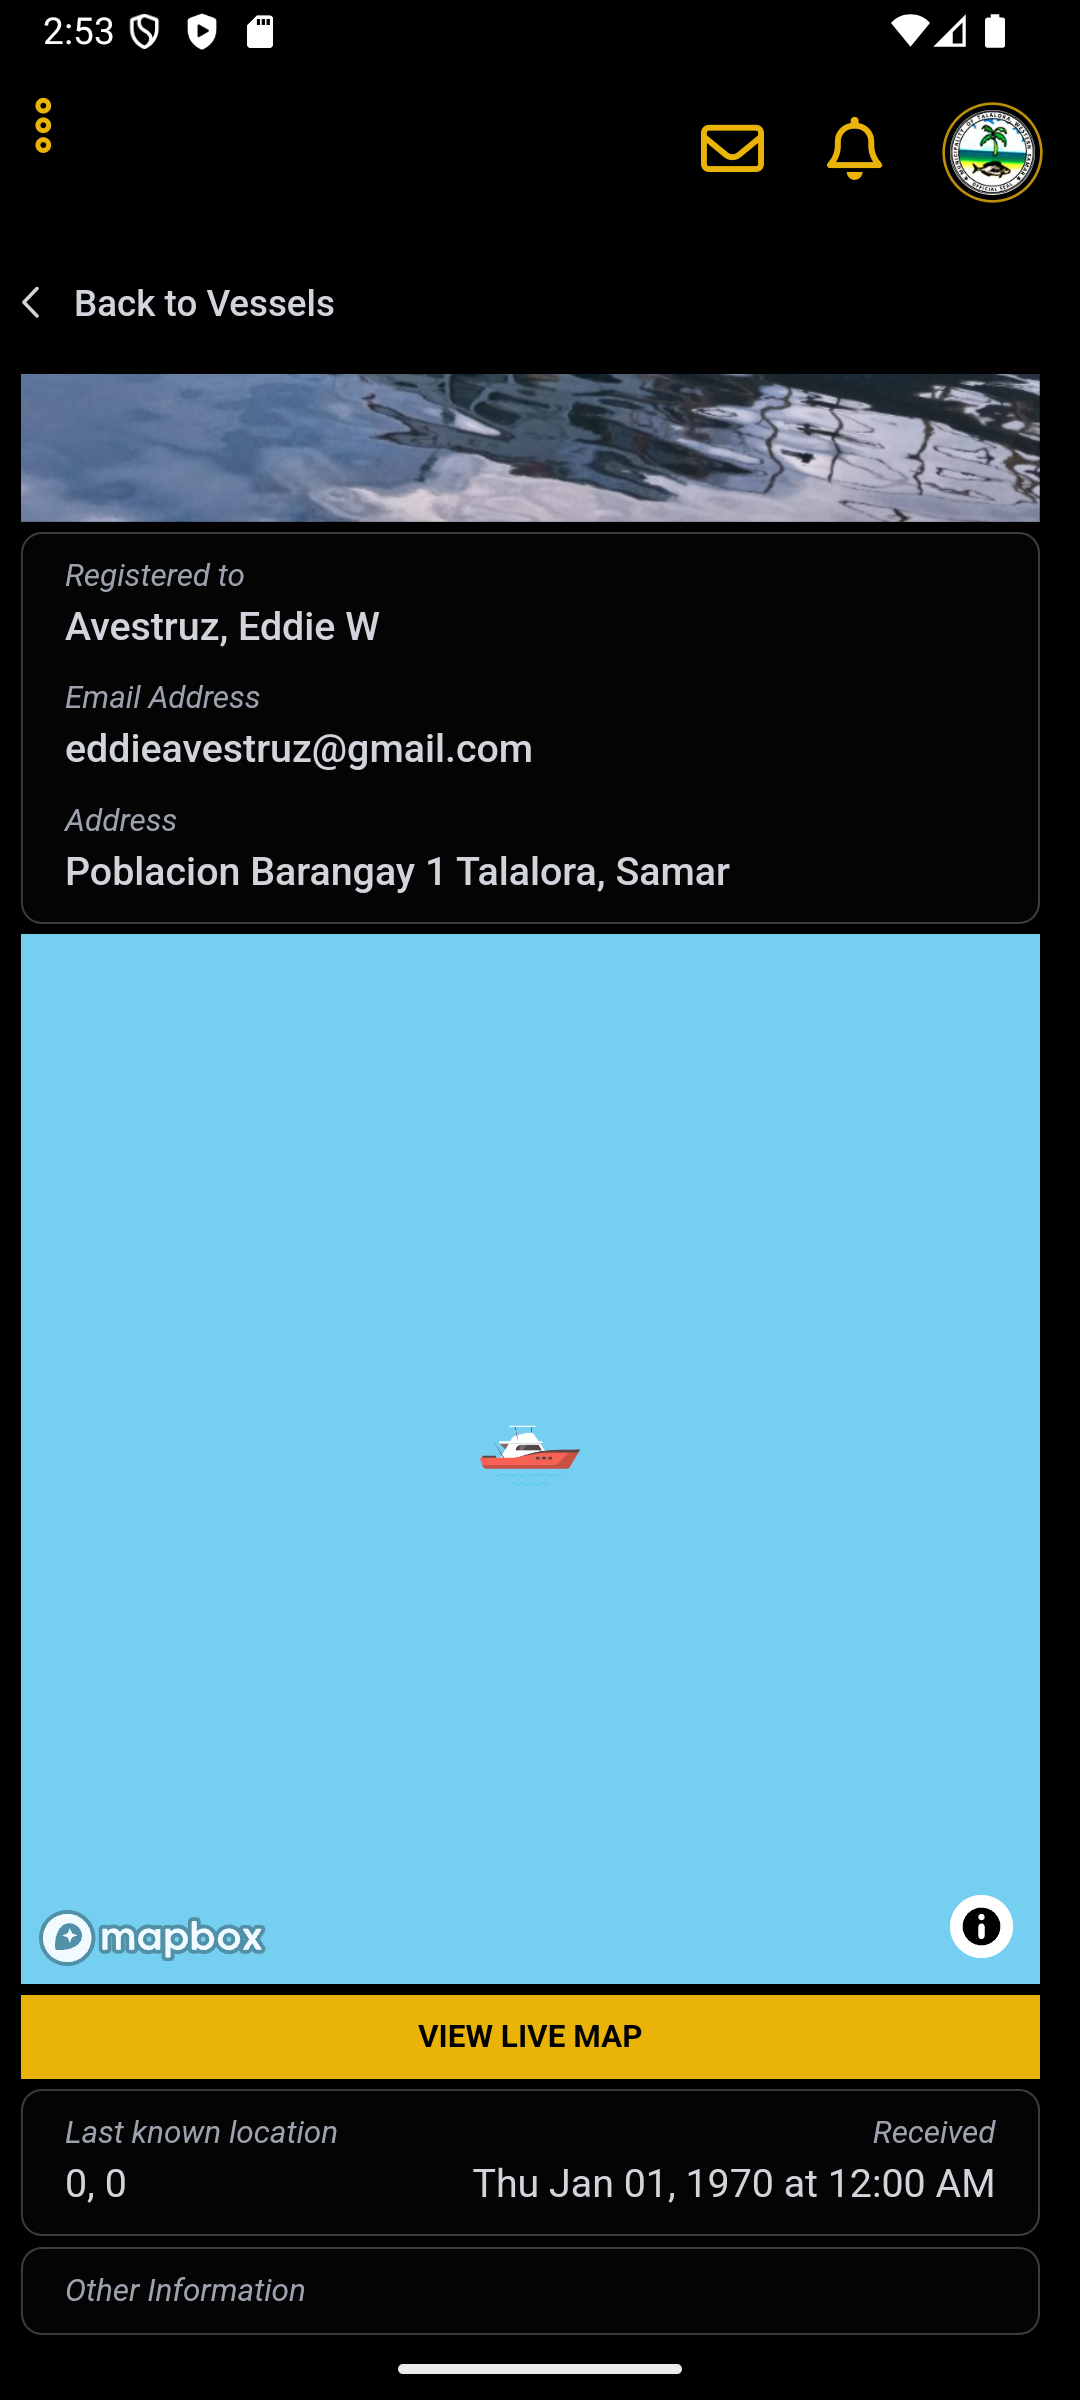 2:53
Back to Vessels
Registered to
Avestruz, Eddie W
Email Address
eddieavestruz@gmail.com
Address
Poblacion Barangay 1 Talalora, Samar
mapbox
VIEW LIVE MAP
Last known location
Received
0, 0
Thu Jan 01, 1970 at 12:00 AM
Other Information